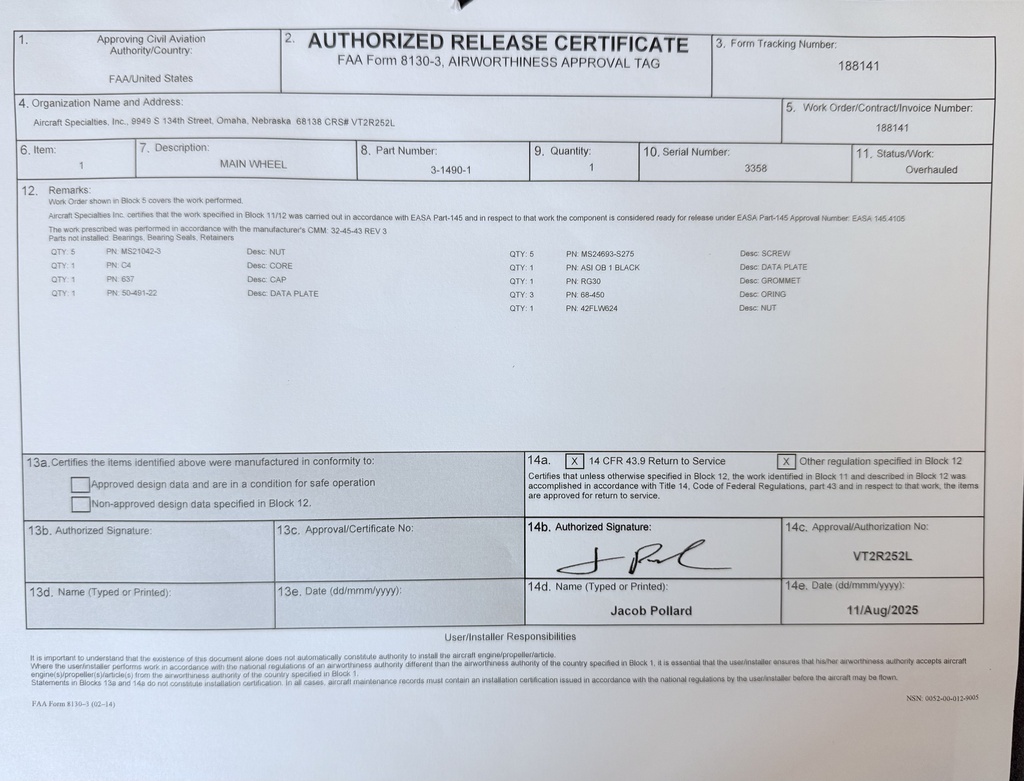 1.
Approving Civil Aviation
Authority/Country:
FAA/United States
2. AUTHORIZED RELEASE CERTIFICATE
FAA Form 8130-3, AIRWORTHINESS APPROVAL TAG
3. Form Tracking Number:
188141
4. Organization Name and Address:
Aircraft Specialties, Inc., 9949 S 134th Street, Omaha, Nebraska 68138 CRS# VT2R252L
5. Work Order/Contract/Invoice Number:
188141
6. Item:
1
7. Description:
MAIN WHEEL
8. Part Number:
3-1490-1
9. Quantity:
1
10. Serial Number:
3358
11. Status/Work:
Overhauled
12. Remarks:
Work Order shown in Block 5 covers the work performed.
Aircraft Specialties Inc. certifies that the work specified in Block 11/12 was carried out in accordance with EASA Part-145 and in respect to that work the component is considered ready for release under EASA Part-145 Approval Number: EASA 145.4105
The work prescribed was performed in accordance with the manufacturer's CMM: 32-45-43 REV 3
Parts not installed: Bearings, Bearing Seals, Retainers
QTY: 5 PN: MS21042-3 Desc: NUT
QTY: 1 PN: C4 Desc: CORE
QTY: 1 PN: 637 Desc: CAP
QTY: 1 PN: 50-491-22 Desc: DATA PLATE
QTY: 5 PN: MS24693-S275 Desc: SCREW
QTY: 1 PN: ASI OB 1 BLACK Desc: DATA PLATE
QTY: 1 PN: RG30 Desc: GROMMET
QTY: 3 PN: 68-450 Desc: ORING
QTY: 1 PN: 42FLW624 Desc: NUT
13a. Certifies the items identified above were manufactured in conformity to:
Approved design data and are in a condition for safe operation
Non-approved design data specified in Block 12.
14a. X 14 CFR 43.9 Return to Service X Other regulation specified in Block 12
Certifies that unless otherwise specified in Block 12, the work identified in Block 11 and described in Block 12 was
accomplished in accordance with Title 14, Code of Federal Regulations, part 43 and in respect to that work, the items
are approved for return to service.
13b. Authorized Signature:
13c. Approval/Certificate No:
14b. Authorized Signature:
14c. Approval/Authorization No:
VT2R252L
13d. Name (Typed or Printed):
13e. Date (dd/mmm/yyyy):
14d. Name (Typed or Printed):
Jacob Pollard
14e. Date (dd/mmm/yyyy):
11/Aug/2025
User/Installer Responsibilities
It is important to understand that the existence of this document alone does not automatically constitute authority to install the aircraft engine/propeller/article.
Where the user/installer performs work in accordance with the national regulations of an airworthiness authority different than the airworthiness authority of the country specified in Block 1, it is essential that the user/installer ensures that his/her airworthiness authority accepts aircraft
engine(s)/propeller(s)/article(s) from the airworthiness authority of the country specified in Block 1.
Statements in Blocks 13a and 14a do not constitute installation certification. In all cases, aircraft maintenance records must contain an installation certification issued in accordance with the national regulations by the user/installer before the aircraft may be flown.
FAA Form 8130-3 (02-14)
NSN: 0052-00-012-9005